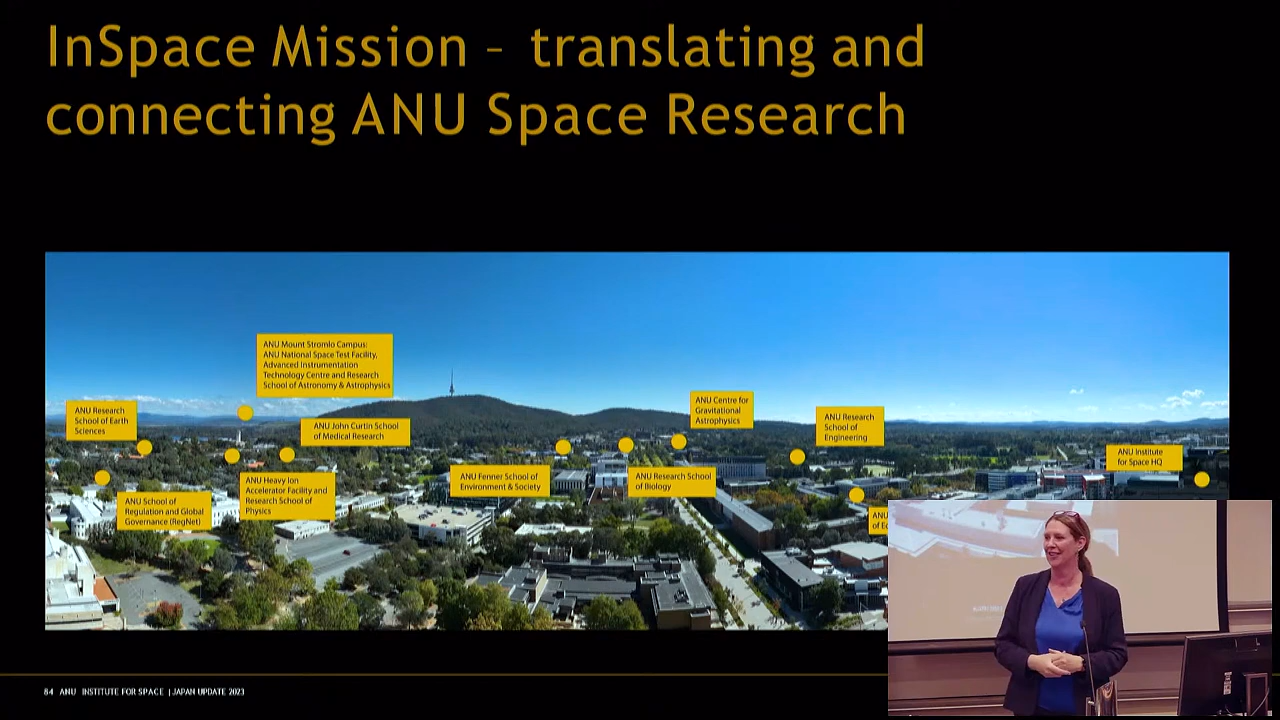 InSpace Mission – translating and
connecting ANU Space Research
ANU Mount Stromlo Campus:
ANU National Space Test Facility,
Advanced Instrumentation
Technology Centre and Research
School of Astronomy & Astrophysics
ANU Research
School of Earth
Sciences
ANU John Curtin School
of Medical Research
ANU Centre for
Gravitational
Astrophysics
ANU Research
School of
Engineering
ANU Institute
for Space HQ
ANU School of
Regulation and Global
Governance (RegNet)
ANU Heavy Ion
Accelerator Facility and
Research School of
Physics
ANU Fenner School of
Environment & Society
ANU Research School
of Biology
of
84 ANU INSTITUTE FOR SPACE | JAPAN UPDATE 2023